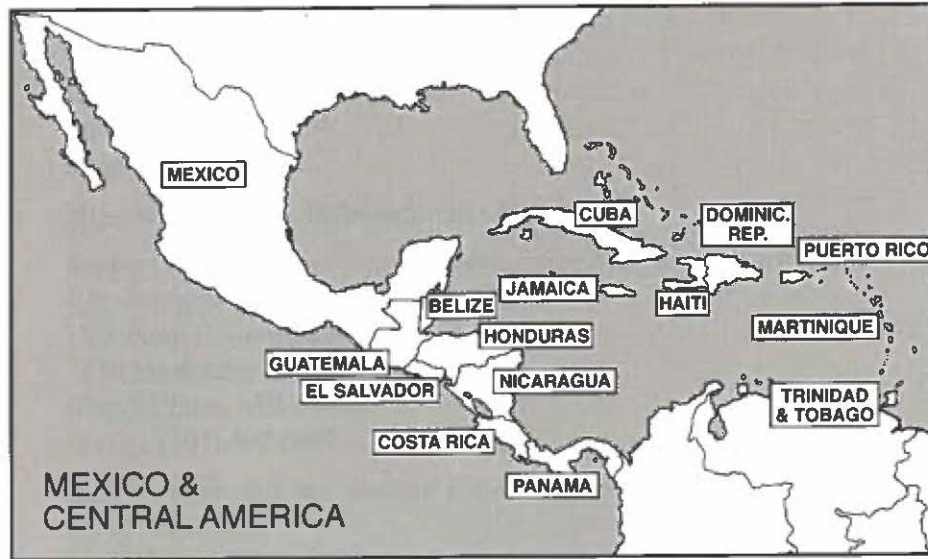 MEXICO
CUBA
DOMINIC.
REP.
PUERTO RICO
JAMAICA
HAITI
BELIZE
MARTINIQUE
HONDURAS
GUATEMALA
EL SALVADOR
NICARAGUA
TRINIDAD
& TOBAGO
COSTA RICA
PANAMA
MEXICO &
CENTRAL AMERICA